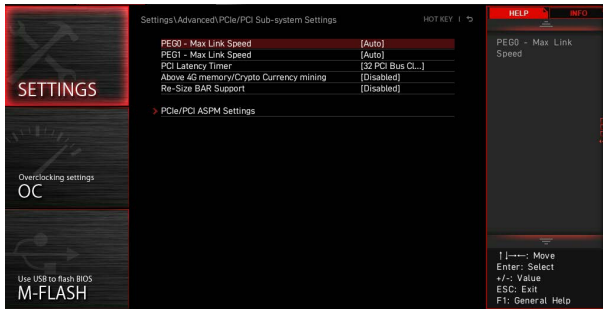 Settings\Advanced\PCIe/PCI Sub-system Settings
HOT KEY |
HELP
INFO
PEG0 - Max Link Speed [Auto]
PEG1 - Max Link Speed [Auto]
PCI Latency Timer [32 PCI Bus Cl...]
Above 4G memory/Crypto Currency mining [Disabled]
Re-Size BAR Support [Disabled]
> PCIe/PCI ASPM Settings
PEG0 - Max Link
Speed
SETTINGS
Overclocking settings
OC
Use USB to flash BIOS
M-FLASH
↑↓→←: Move
Enter: Select
+/-: Value
ESC: Exit
F1: General Help